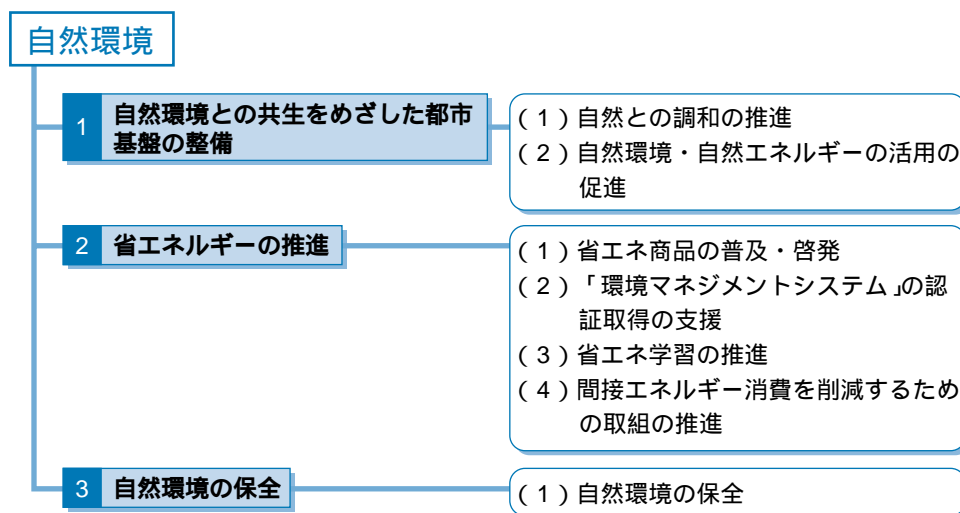 自然環境
1 自然環境との共生をめざした都市
基盤の整備
（1）自然との調和の推進
（2）自然環境・自然エネルギーの活用の
促進
2 省エネルギーの推進
（1）省エネ商品の普及・啓発
（2）「環境マネジメントシステム」の認
証取得の支援
（3）省エネ学習の推進
（4）間接エネルギー消費を削減するため
の取組の推進
3 自然環境の保全
（1）自然環境の保全